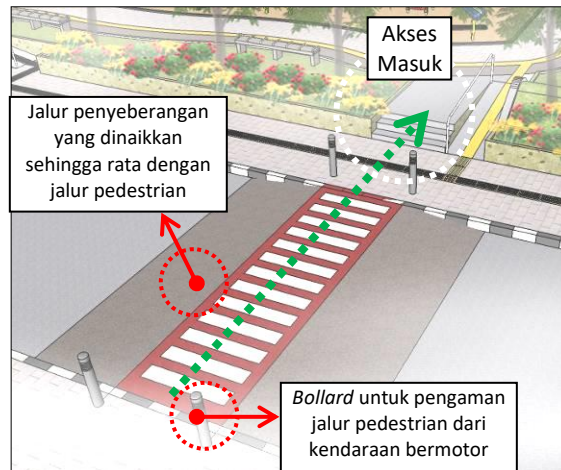 Akses
Masuk
Jalur penyeberangan
yang dinaikkan
sehingga rata dengan
jalur pedestrian
Bollard untuk pengaman
jalur pedestrian dari
kendaraan bermotor